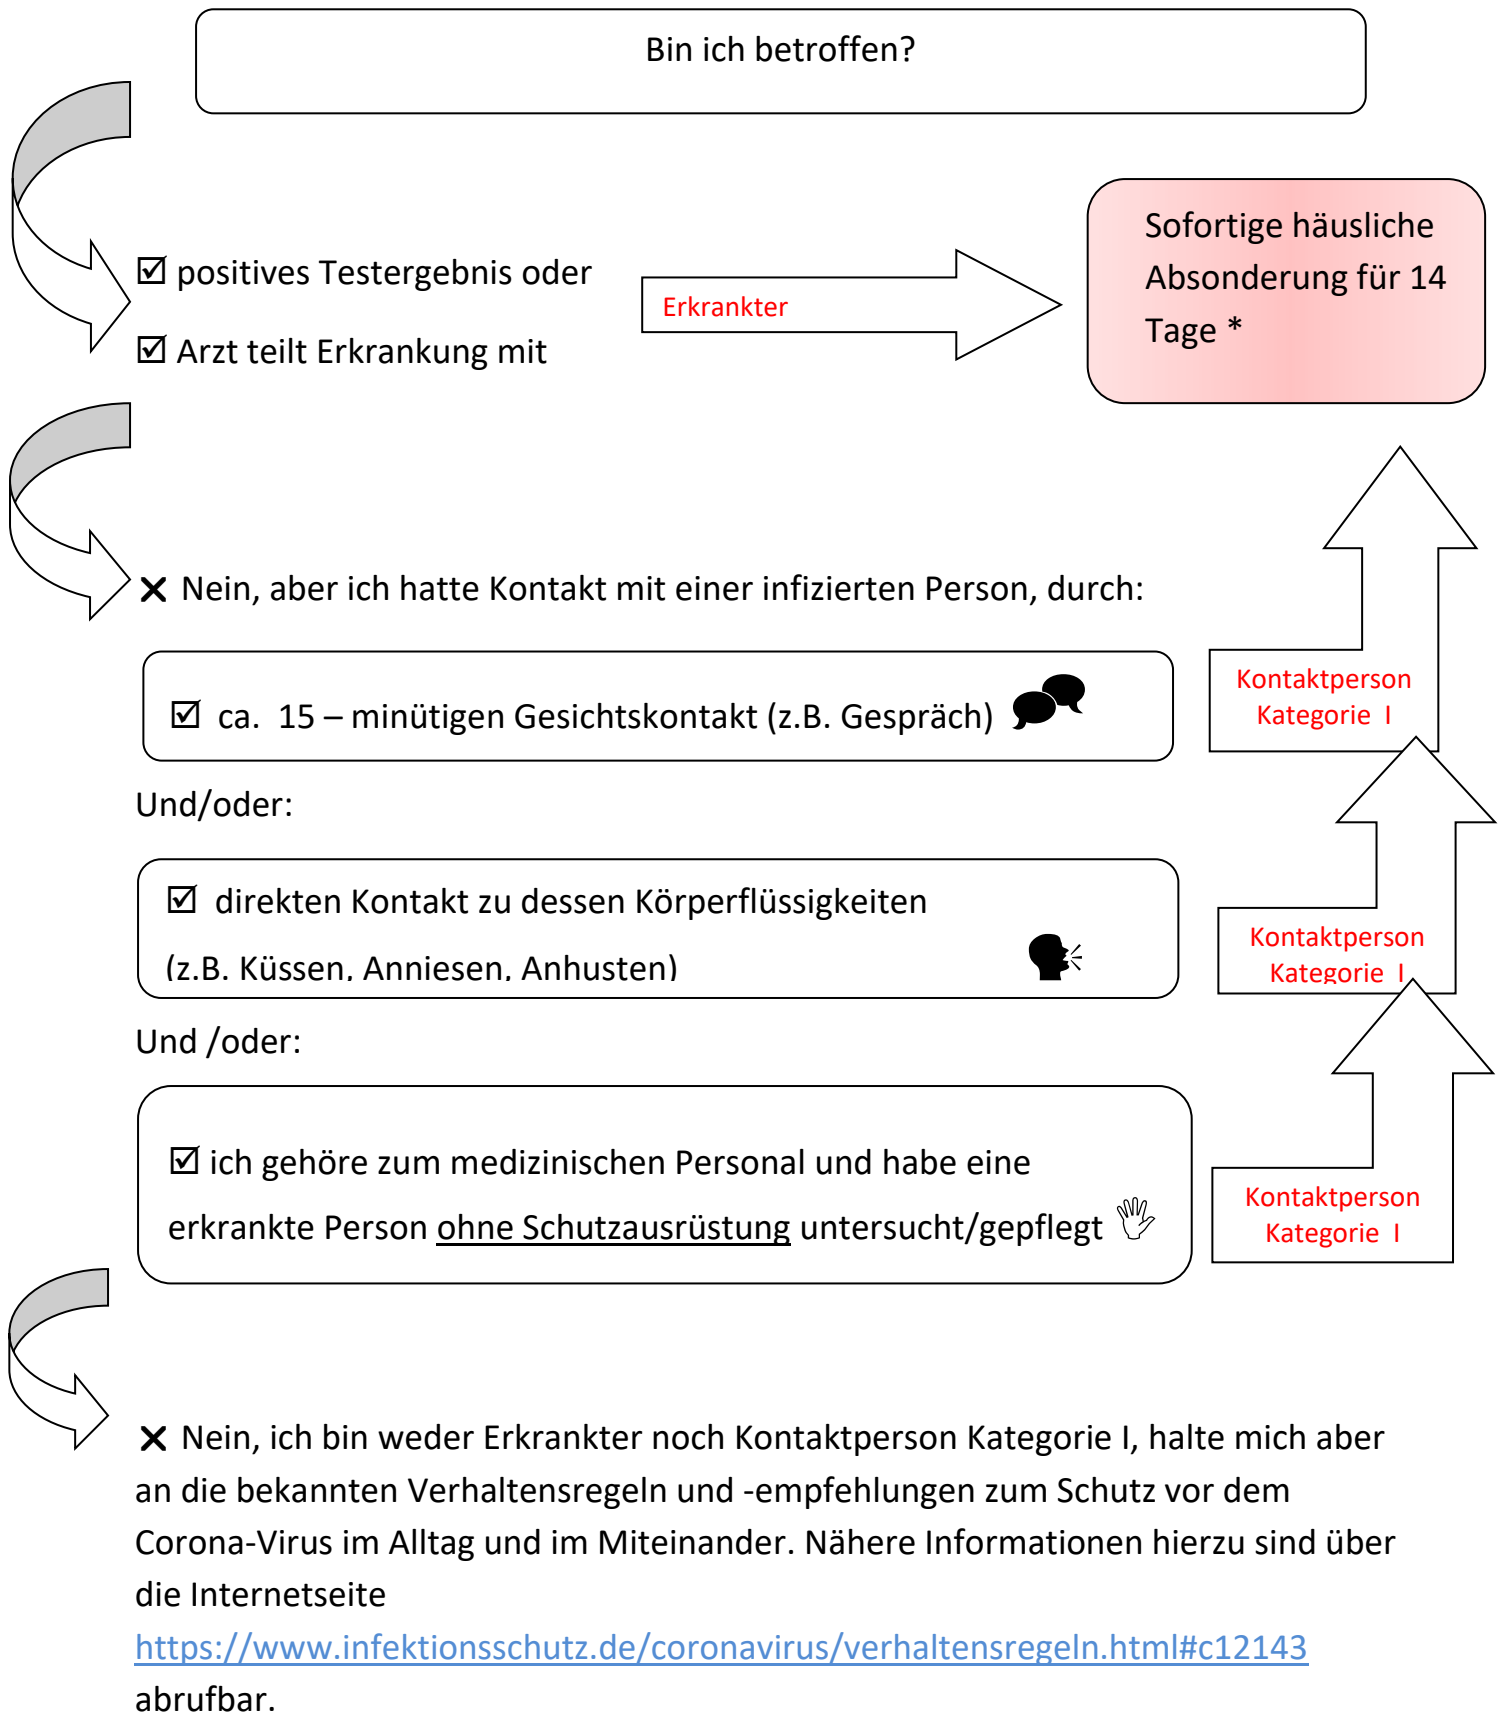 Bin ich betroffen?
☑ positives Testergebnis oder
☑ Arzt teilt Erkrankung mit
Erkrankter
Sofortige häusliche
Absonderung für 14
Tage *
✕ Nein, aber ich hatte Kontakt mit einer infizierten Person, durch:
☑ ca. 15 – minütigen Gesichtskontakt (z.B. Gespräch)
Kontaktperson
Kategorie I
Und/oder:
☑ direkten Kontakt zu dessen Körperflüssigkeiten
(z.B. Küssen, Anniesen, Anhusten)
Kontaktperson
Kategorie I
Und /oder:
☑ ich gehöre zum medizinischen Personal und habe eine
erkrankte Person ohne Schutzausrüstung untersucht/gepflegt
Kontaktperson
Kategorie I
✕ Nein, ich bin weder Erkrankter noch Kontaktperson Kategorie I, halte mich aber
an die bekannten Verhaltensregeln und -empfehlungen zum Schutz vor dem
Corona-Virus im Alltag und im Miteinander. Nähere Informationen hierzu sind über
die Internetseite
https://www.infektionsschutz.de/coronavirus/verhaltensregeln.html#c12143
abrufbar.